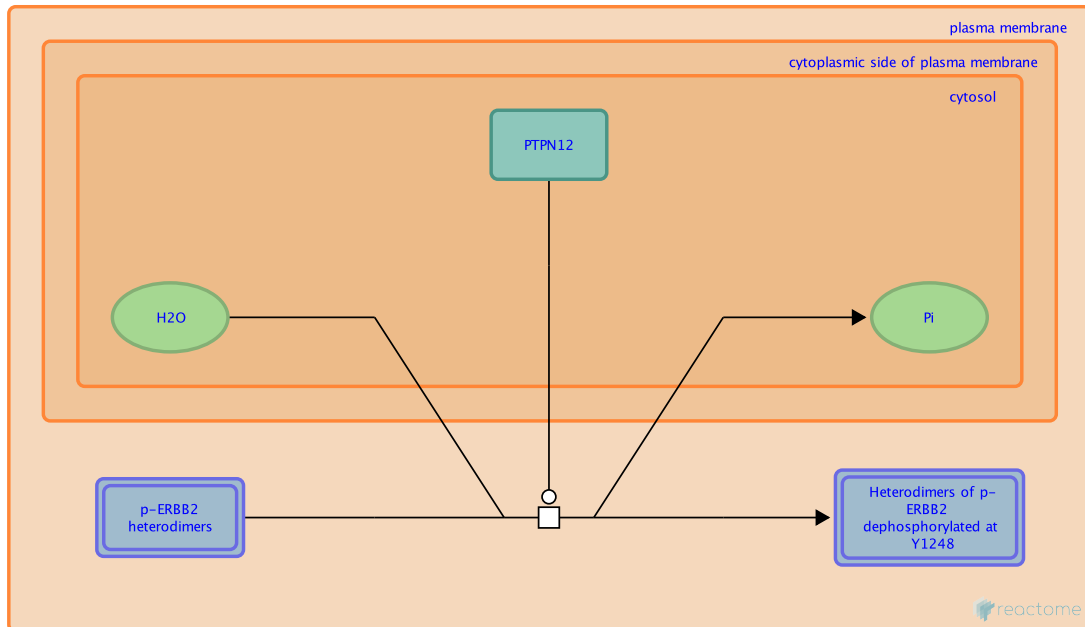 plasma membrane
cytoplasmic side of plasma membrane
cytosol
PTPN12
H2O
Pi
p-ERBB2
heterodimers
Heterodimers of p-
ERBB2
dephosphorylated at
Y1248
reactome